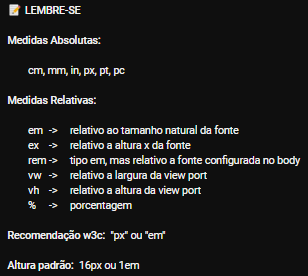 📝 LEMBRE-SE
Medidas Absolutas:
cm, mm, in, px, pt, pc
Medidas Relativas:
em -> relativo ao tamanho natural da fonte
ex -> relativo a altura x da fonte
rem -> tipo em, mas relativo a fonte configurada no body
vw -> relativo a largura da view port
vh -> relativo a altura da view port
% -> porcentagem
Recomendação w3c: "px" ou "em"
Altura padrão: 16px ou 1em